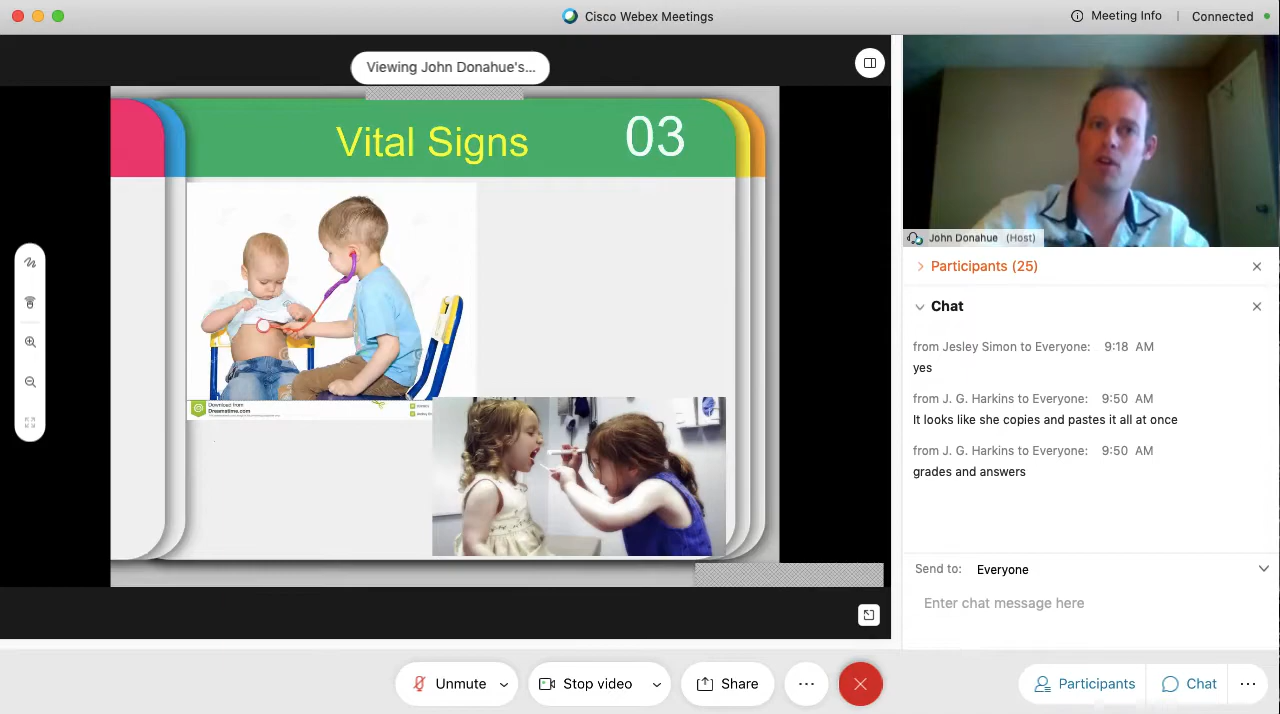 Cisco Webex Meetings
Meeting Info
Connected
Viewing John Donahue's...
Vital Signs
03
Download from
Dreamstime.com
John Donahue (Host)
Participants (25)
Chat
from Jesley Simon to Everyone: 9:18 AM
yes
from J. G. Harkins to Everyone: 9:50 AM
It looks like she copies and pastes it all at once
from J. G. Harkins to Everyone: 9:50 AM
grades and answers
Send to: Everyone
Enter chat message here
Unmute
Stop video
Share
Participants
Chat